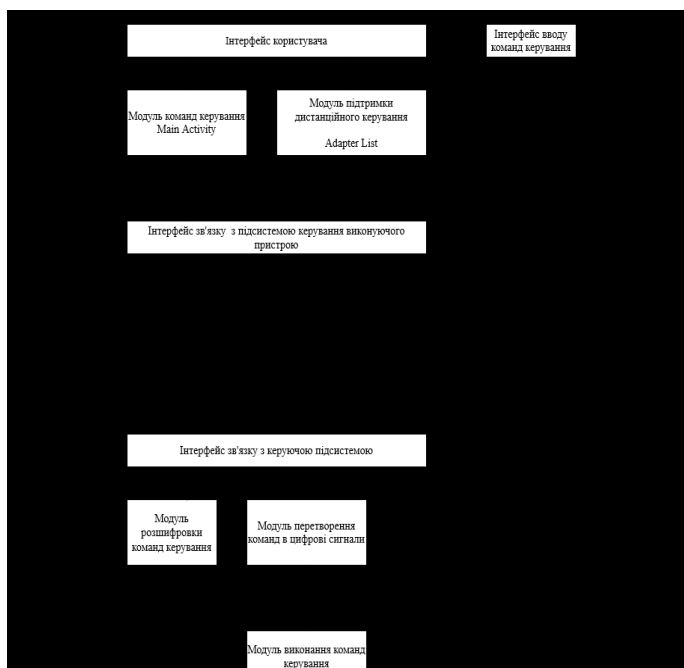 Інтерфейс користувача
Інтерфейс вводу
команд керування
Модуль команд керування
Main Activity
Модуль підтримки
дистанційного керування
Adapter List
Інтерфейс зв'язку з підсистемою керування виконуючого
пристрою
Інтерфейс зв'язку з керуючою підсистемою
Модуль
розшифровки
команд керування
Модуль перетворення
команд в цифрові сигнали
Модуль виконання команд
керування